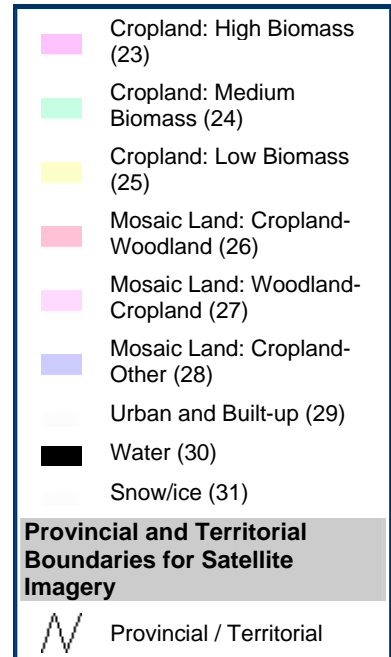 Cropland: High Biomass
(23)
Cropland: Medium
Biomass (24)
Cropland: Low Biomass
(25)
Mosaic Land: Cropland-
Woodland (26)
Mosaic Land: Woodland-
Cropland (27)
Mosaic Land: Cropland-
Other (28)
Urban and Built-up (29)
Water (30)
Snow/ice (31)
Provincial and Territorial
Boundaries for Satellite
Imagery
Provincial / Territorial